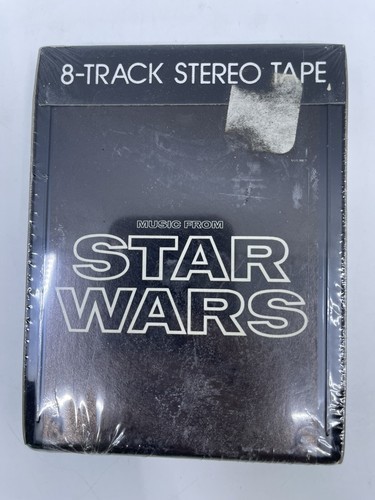 8-TRACK STEREO TAPE
MUSIC FROM
STAR
WARS